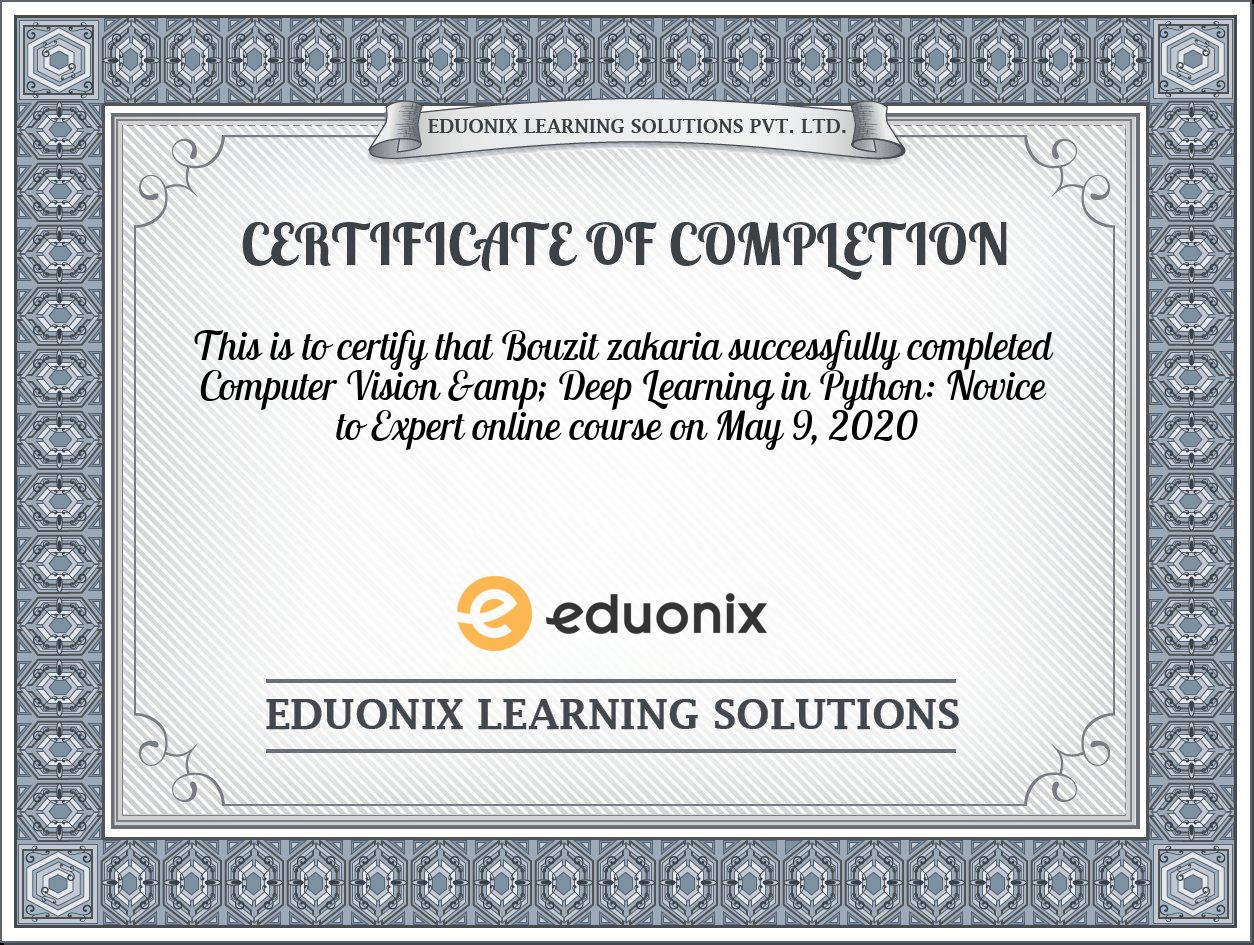 EDUONIX LEARNING SOLUTIONS PVT. LTD.
CERTIFICATE OF COMPLETION
This is to certify that Bouzit zakaria successfully completed
Computer Vision &amp; Deep Learning in Python: Novice
to Expert online course on May 9, 2020
eduonix
EDUONIX LEARNING SOLUTIONS